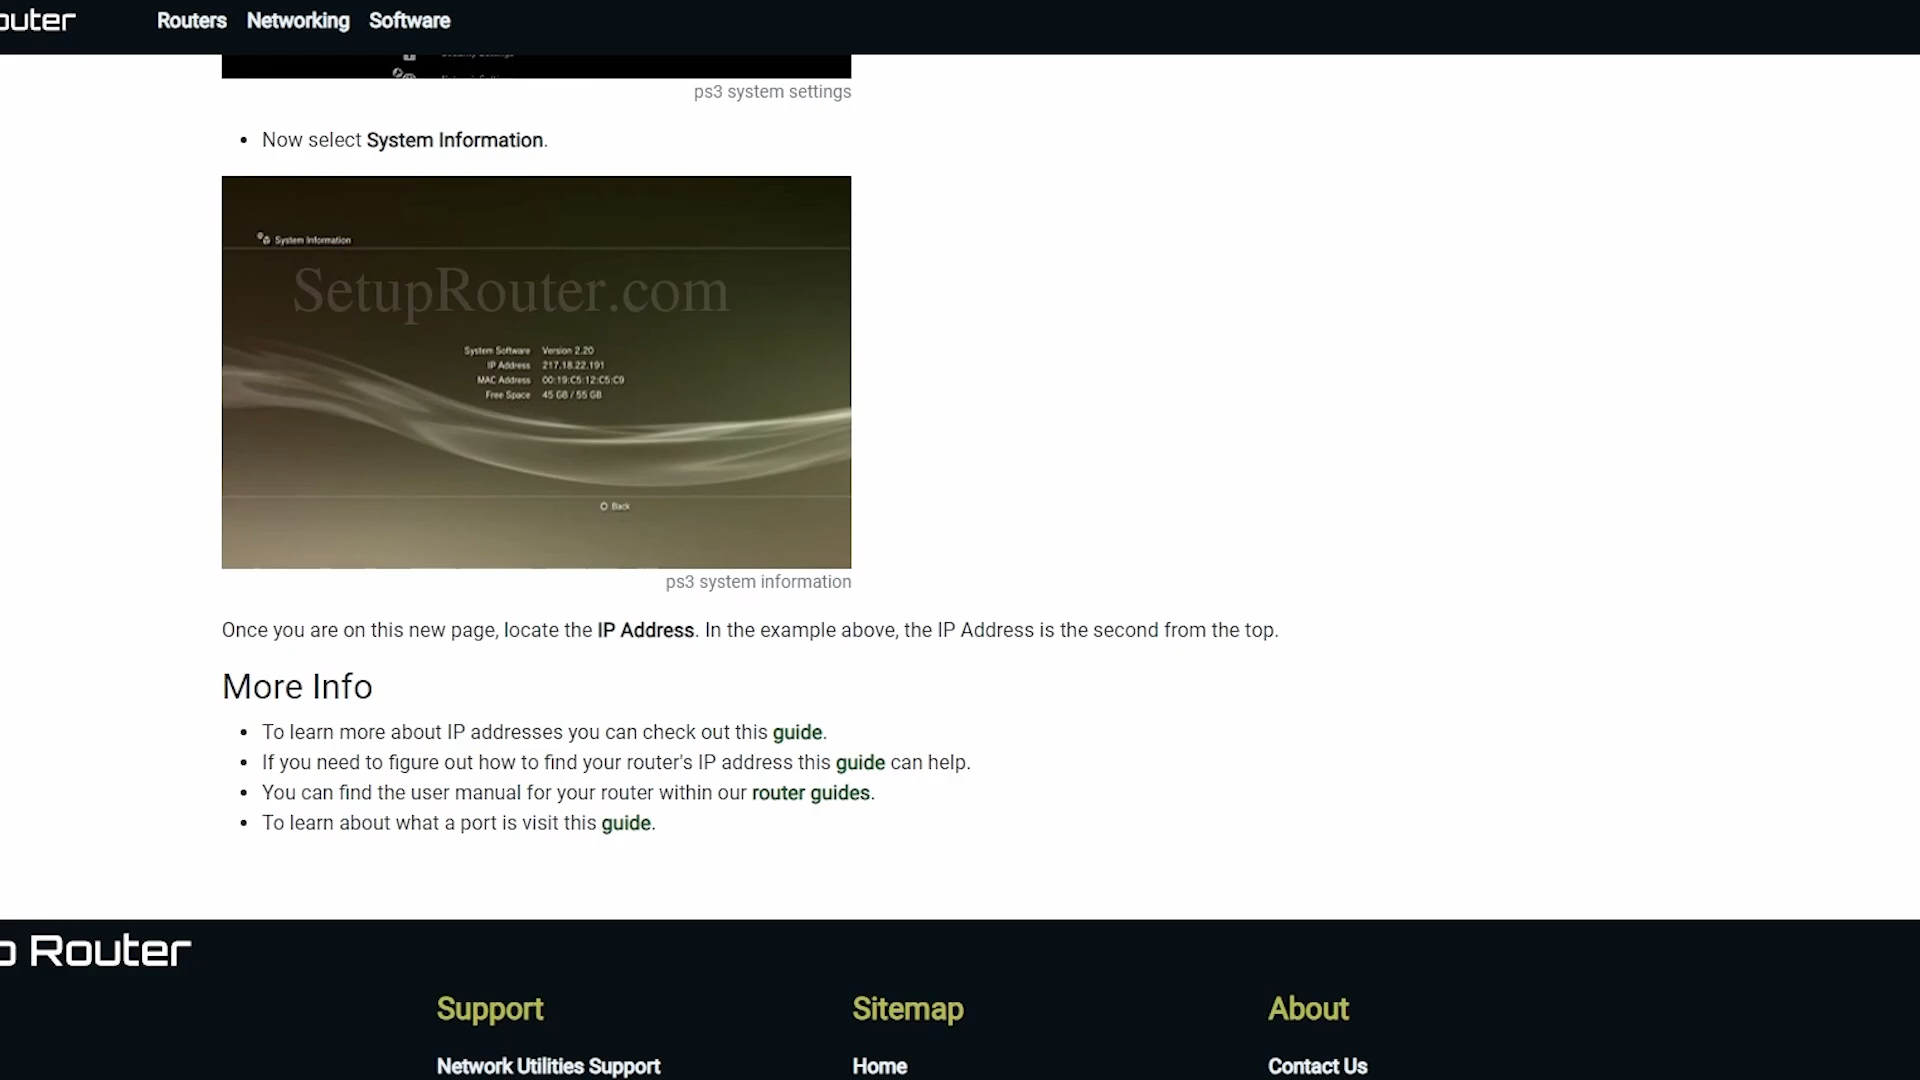 outer
Routers Networking Software
ps3 system settings
Now select System Information.
System Information
SetupRouter.com
System Software Version 2.20
IP Address 217.18.22.191
MAC Address 00:19:C5:12:C5:C9
Free Space 45 GB / 55 GB
Back
ps3 system information
Once you are on this new page, locate the IP Address. In the example above, the IP Address is the second from the top.
More Info
To learn more about IP addresses you can check out this guide.
If you need to figure out how to find your router's IP address this guide can help.
You can find the user manual for your router within our router guides.
To learn about what a port is visit this guide.
p Router
Support Sitemap About
Network Utilities Support Home Contact Us